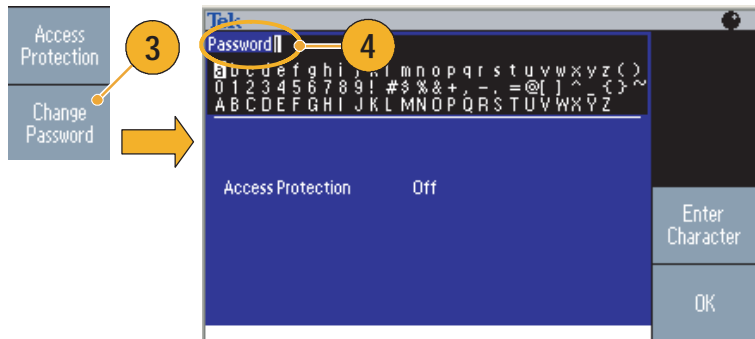 Access
Protection
3
Change
Password
Tek
Password
4
a b c d e f g h i j k l m n o p q r s t u v w x y z ( )
0 1 2 3 4 5 6 7 8 9 ! # $ % & + , - . = @ [ ] ^ _ { } ~
A B C D E F G H I J K L M N O P Q R S T U V W X Y Z
Access Protection Off
Enter
Character
OK